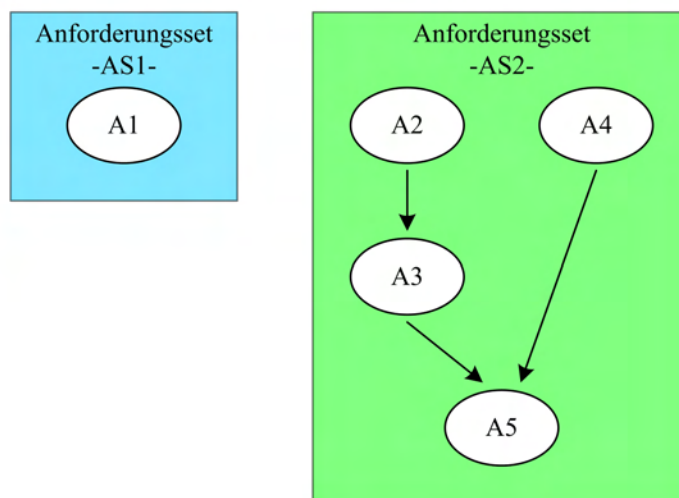 Anforderungsset
-AS1-
A1
Anforderungsset
-AS2-
A2
A4
A3
A5